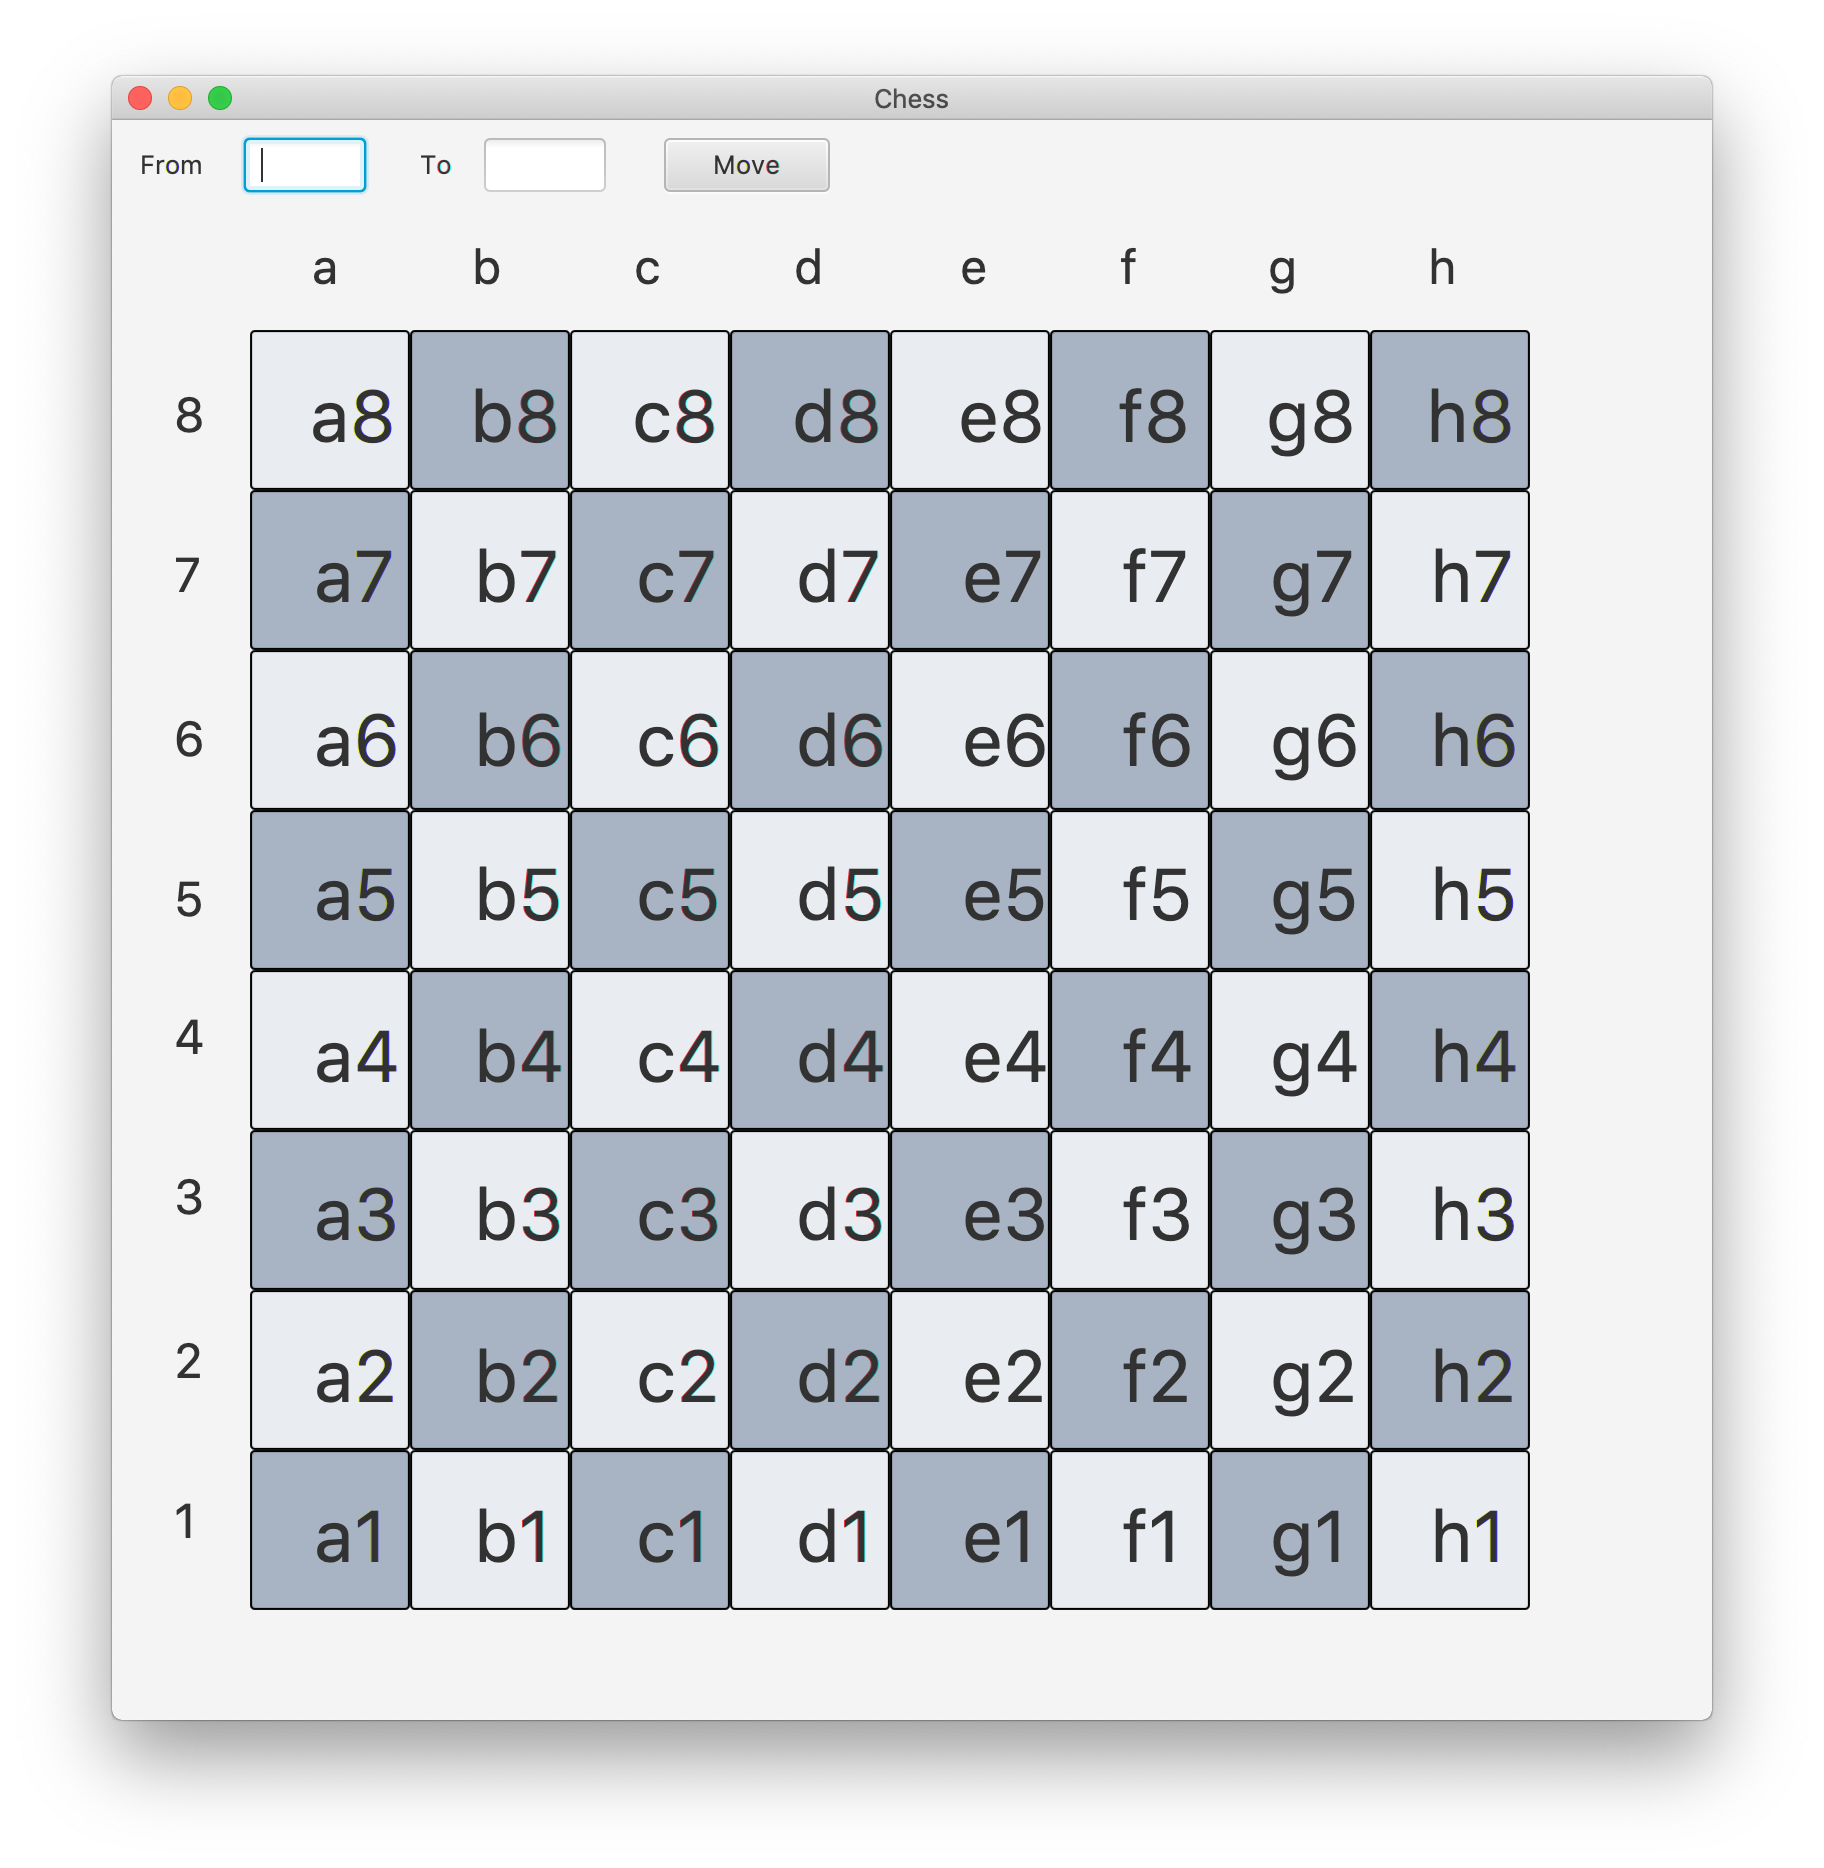 Chess
From To Move
a b c d e f g h
8 a8 b8 c8 d8 e8 f8 g8 h8
7 a7 b7 c7 d7 e7 f7 g7 h7
6 a6 b6 c6 d6 e6 f6 g6 h6
5 a5 b5 c5 d5 e5 f5 g5 h5
4 a4 b4 c4 d4 e4 f4 g4 h4
3 a3 b3 c3 d3 e3 f3 g3 h3
2 a2 b2 c2 d2 e2 f2 g2 h2
1 a1 b1 c1 d1 e1 f1 g1 h1